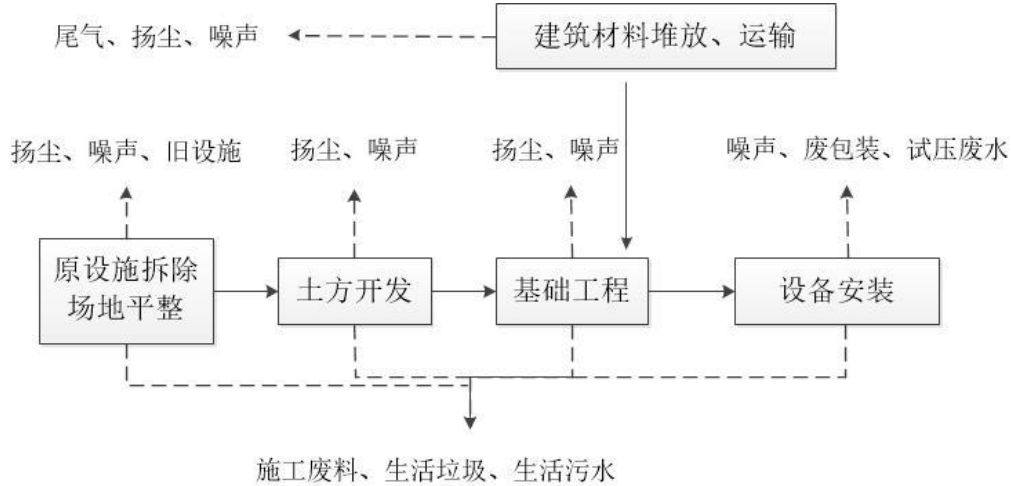 尾气、扬尘、噪声
建筑材料堆放、运输
扬尘、噪声、旧设施
扬尘、噪声
扬尘、噪声
噪声、废包装、试压废水
原设施拆除
场地平整
土方开发
基础工程
设备安装
施工废料、生活垃圾、生活污水